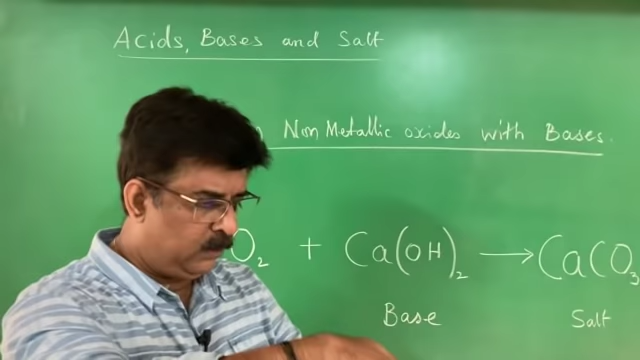 Acids, Bases and Salt
Non Metallic oxides with Bases.
O₂ + Ca(OH)₂ → CaCO₃
Base Salt